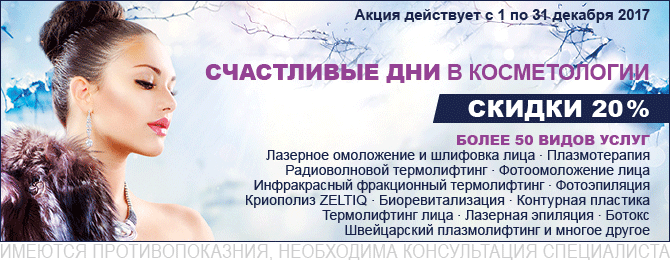 Акция действует с 1 по 31 декабря 2017
СЧАСТЛИВЫЕ ДНИ В КОСМЕТОЛОГИИ
СКИДКИ 20%
БОЛЕЕ 50 ВИДОВ УСЛУГ
Лазерное омоложение и шлифовка лица · Плазмотерапия
Радиоволновой термолифтинг · Фотоомоложение лица
Инфракрасный фракционный термолифтинг · Фотоэпиляция
Криополиз ZELTIQ · Биоревитализация · Контурная пластика
Термолифтинг лица · Лазерная эпиляция · Ботокс
Швейцарский плазмолифтинг и многое другое
ИМЕЮТСЯ ПРОТИВОПОКАЗНИЯ, НЕОБХОДИМА КОНСУЛЬТАЦИЯ СПЕЦИАЛИСТА